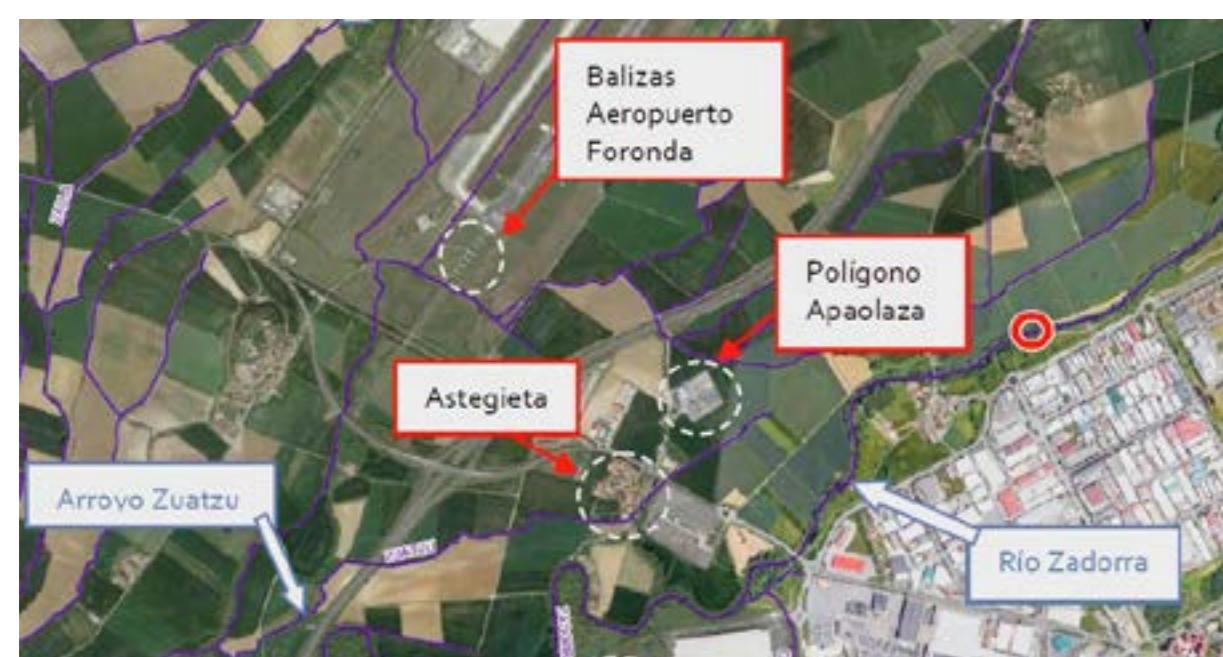 Balizas
Aeropuerto
Foronda
Polígono
Apaolaza
Astegieta
Arroyo Zuatzu
Río Zadorra